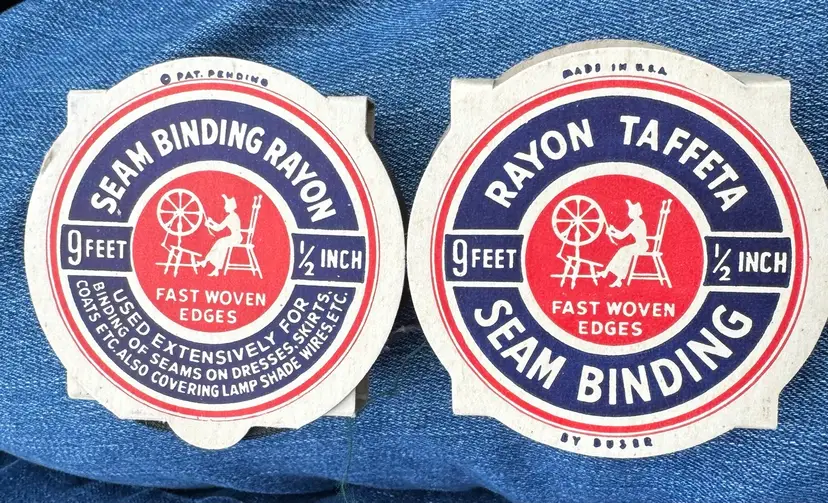 © PAT. PENDING
SEAM BINDING RAYON
9 FEET
1/2 INCH
FAST WOVEN
EDGES
USED EXTENSIVELY FOR
BINDING OF SEAMS ON DRESSES, SKIRTS,
COATS ETC. ALSO COVERING LAMP SHADE WIRES, ETC.
MADE IN U.S.A.
RAYON TAFFETA
9 FEET
1/2 INCH
FAST WOVEN
EDGES
SEAM BINDING
BY BUSER